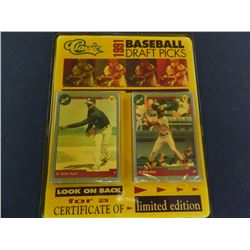 Classic
1991
BASEBALL
DRAFT PICKS
LOOK ON BACK
for a
CERTIFICATE OF
limited edition